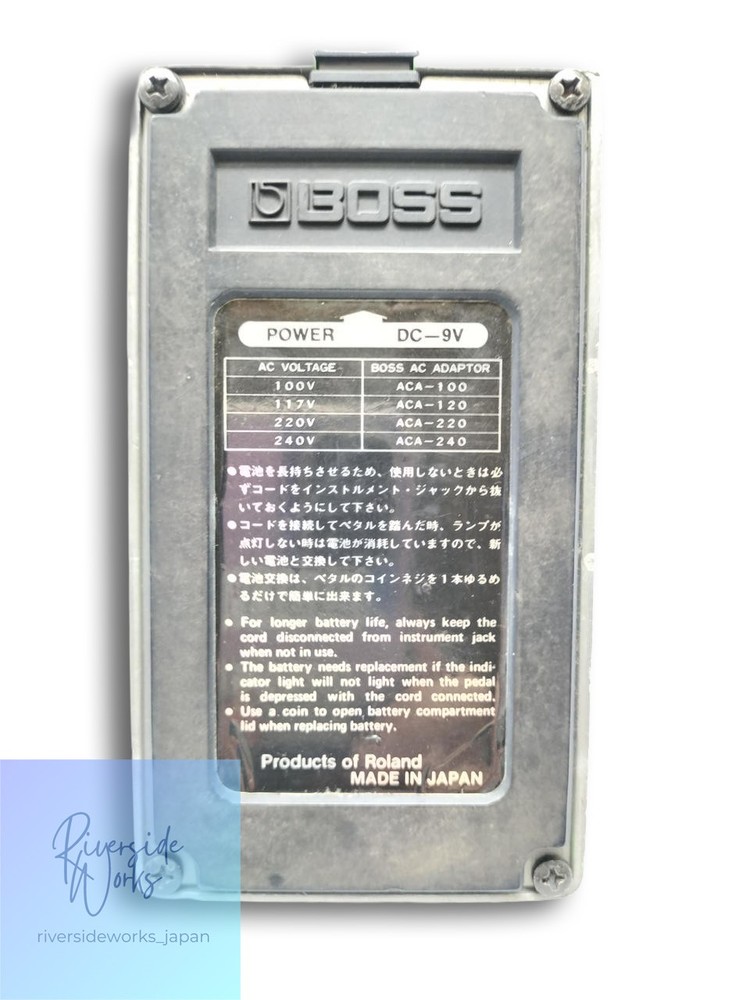 BOSS
POWER DC-9V
AC VOLTAGE BOSS AC ADAPTOR
100V ACA-100
117V ACA-120
220V ACA-220
240V ACA-240
●電池を長持ちさせるため、使用しないときは必
ずコードをインストルメント・ジャックから抜
いておくようにして下さい。
●コードを接続してペタルを踏んだ時、ランプが
点灯しない時は電池が消耗していますので、新
しい電池と交換して下さい。
●電池交換は、ペタルのコインネジを1本ゆるめ
るだけで簡単に出来ます。
● For longer battery life, always keep the
cord disconnected from instrument jack
when not in use.
● The battery needs replacement if the indi-
cator light will not light when the pedal
is depressed with the cord connected.
● Use a coin to open battery compartment
lid when replacing battery.
Products of Roland
MADE IN JAPAN
Riverside
Works
riversideworks_japan